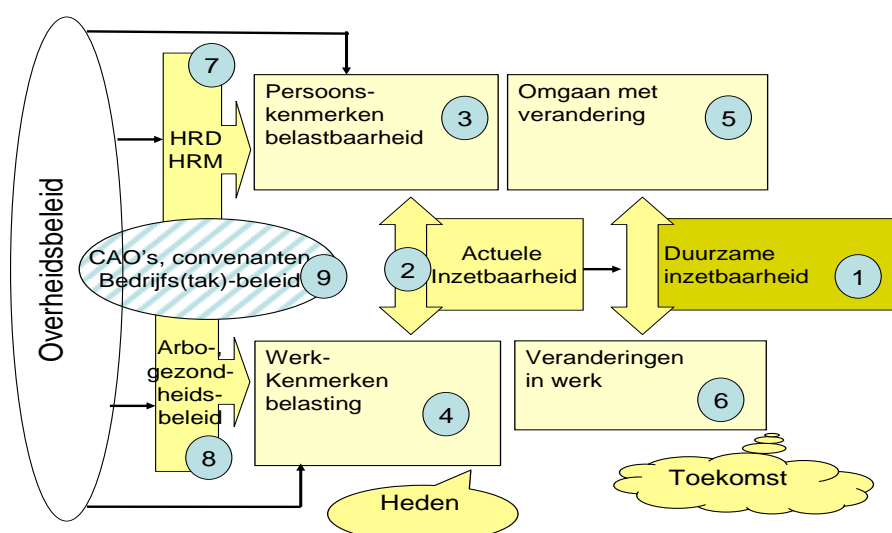 Overheidsbeleid
7
HRD
HRM
Persoons-
kenmerken
belastbaarheid
3
Omgaan met
verandering
5
CAO's, convenanten
Bedrijfs(tak)-beleid
9
2
Actuele
Inzetbaarheid
Duurzame
inzetbaarheid
1
Arbo-,
gezond-
heids-
beleid
8
Werk-
Kenmerken
belasting
4
Veranderingen
in werk
6
Heden
Toekomst